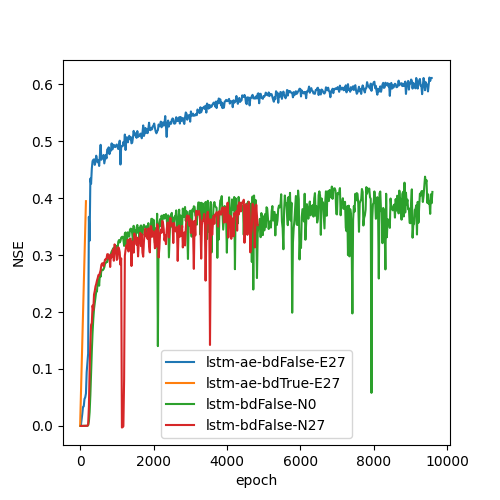 0.6
0.5
0.4
0.3
0.2
0.1
0.0
NSE
lstm-ae-bdFalse-E27
lstm-ae-bdTrue-E27
lstm-bdFalse-N0
lstm-bdFalse-N27
0 2000 4000 6000 8000 10000
epoch